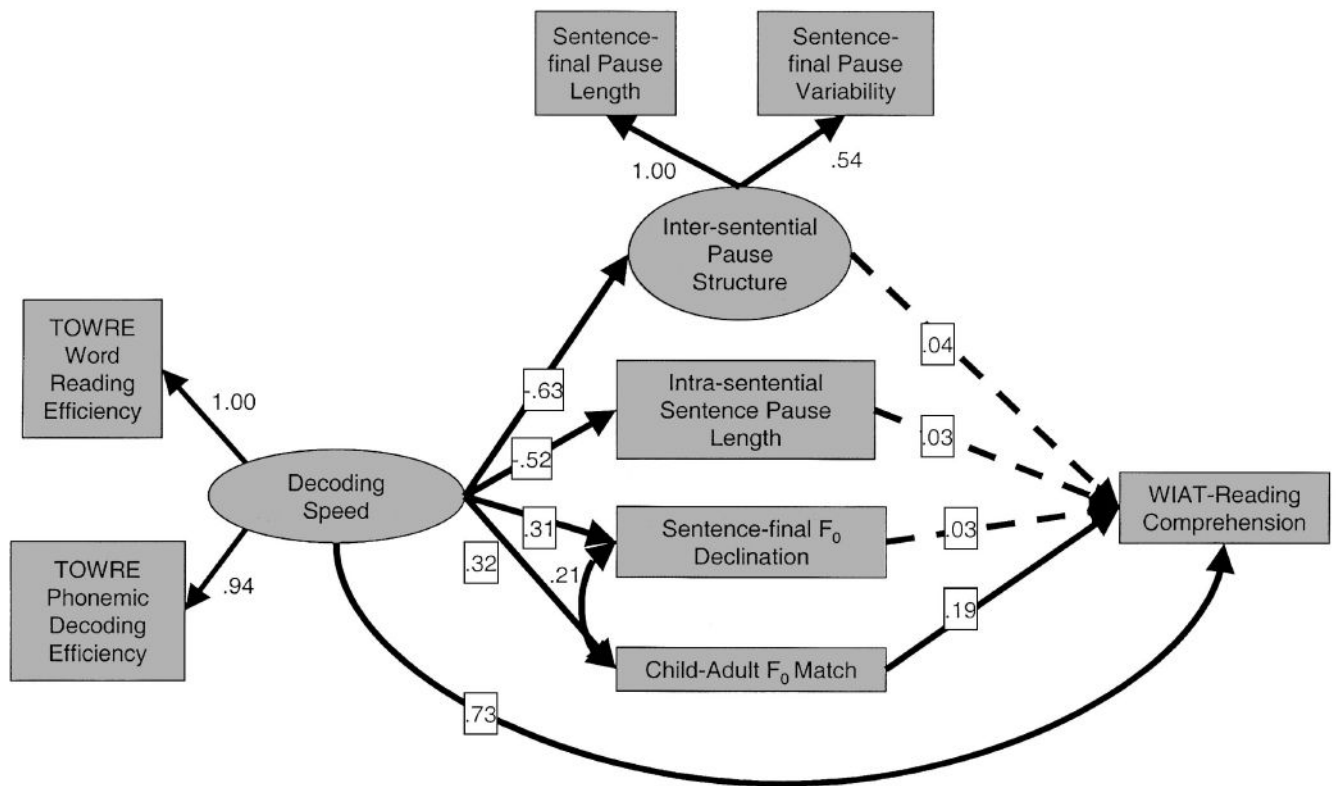 Sentence-
final Pause
Length
Sentence-
final Pause
Variability
1.00
.54
Inter-sentential
Pause
Structure
TOWRE
Word
Reading
Efficiency
1.00
-.63
.04
Intra-sentential
Sentence Pause
Length
-.52
.03
Decoding
Speed
WIAT-Reading
Comprehension
.31
Sentence-final F₀
Declination
.03
.32
.21
TOWRE
Phonemic
Decoding
Efficiency
.94
.19
Child-Adult F₀ Match
.73